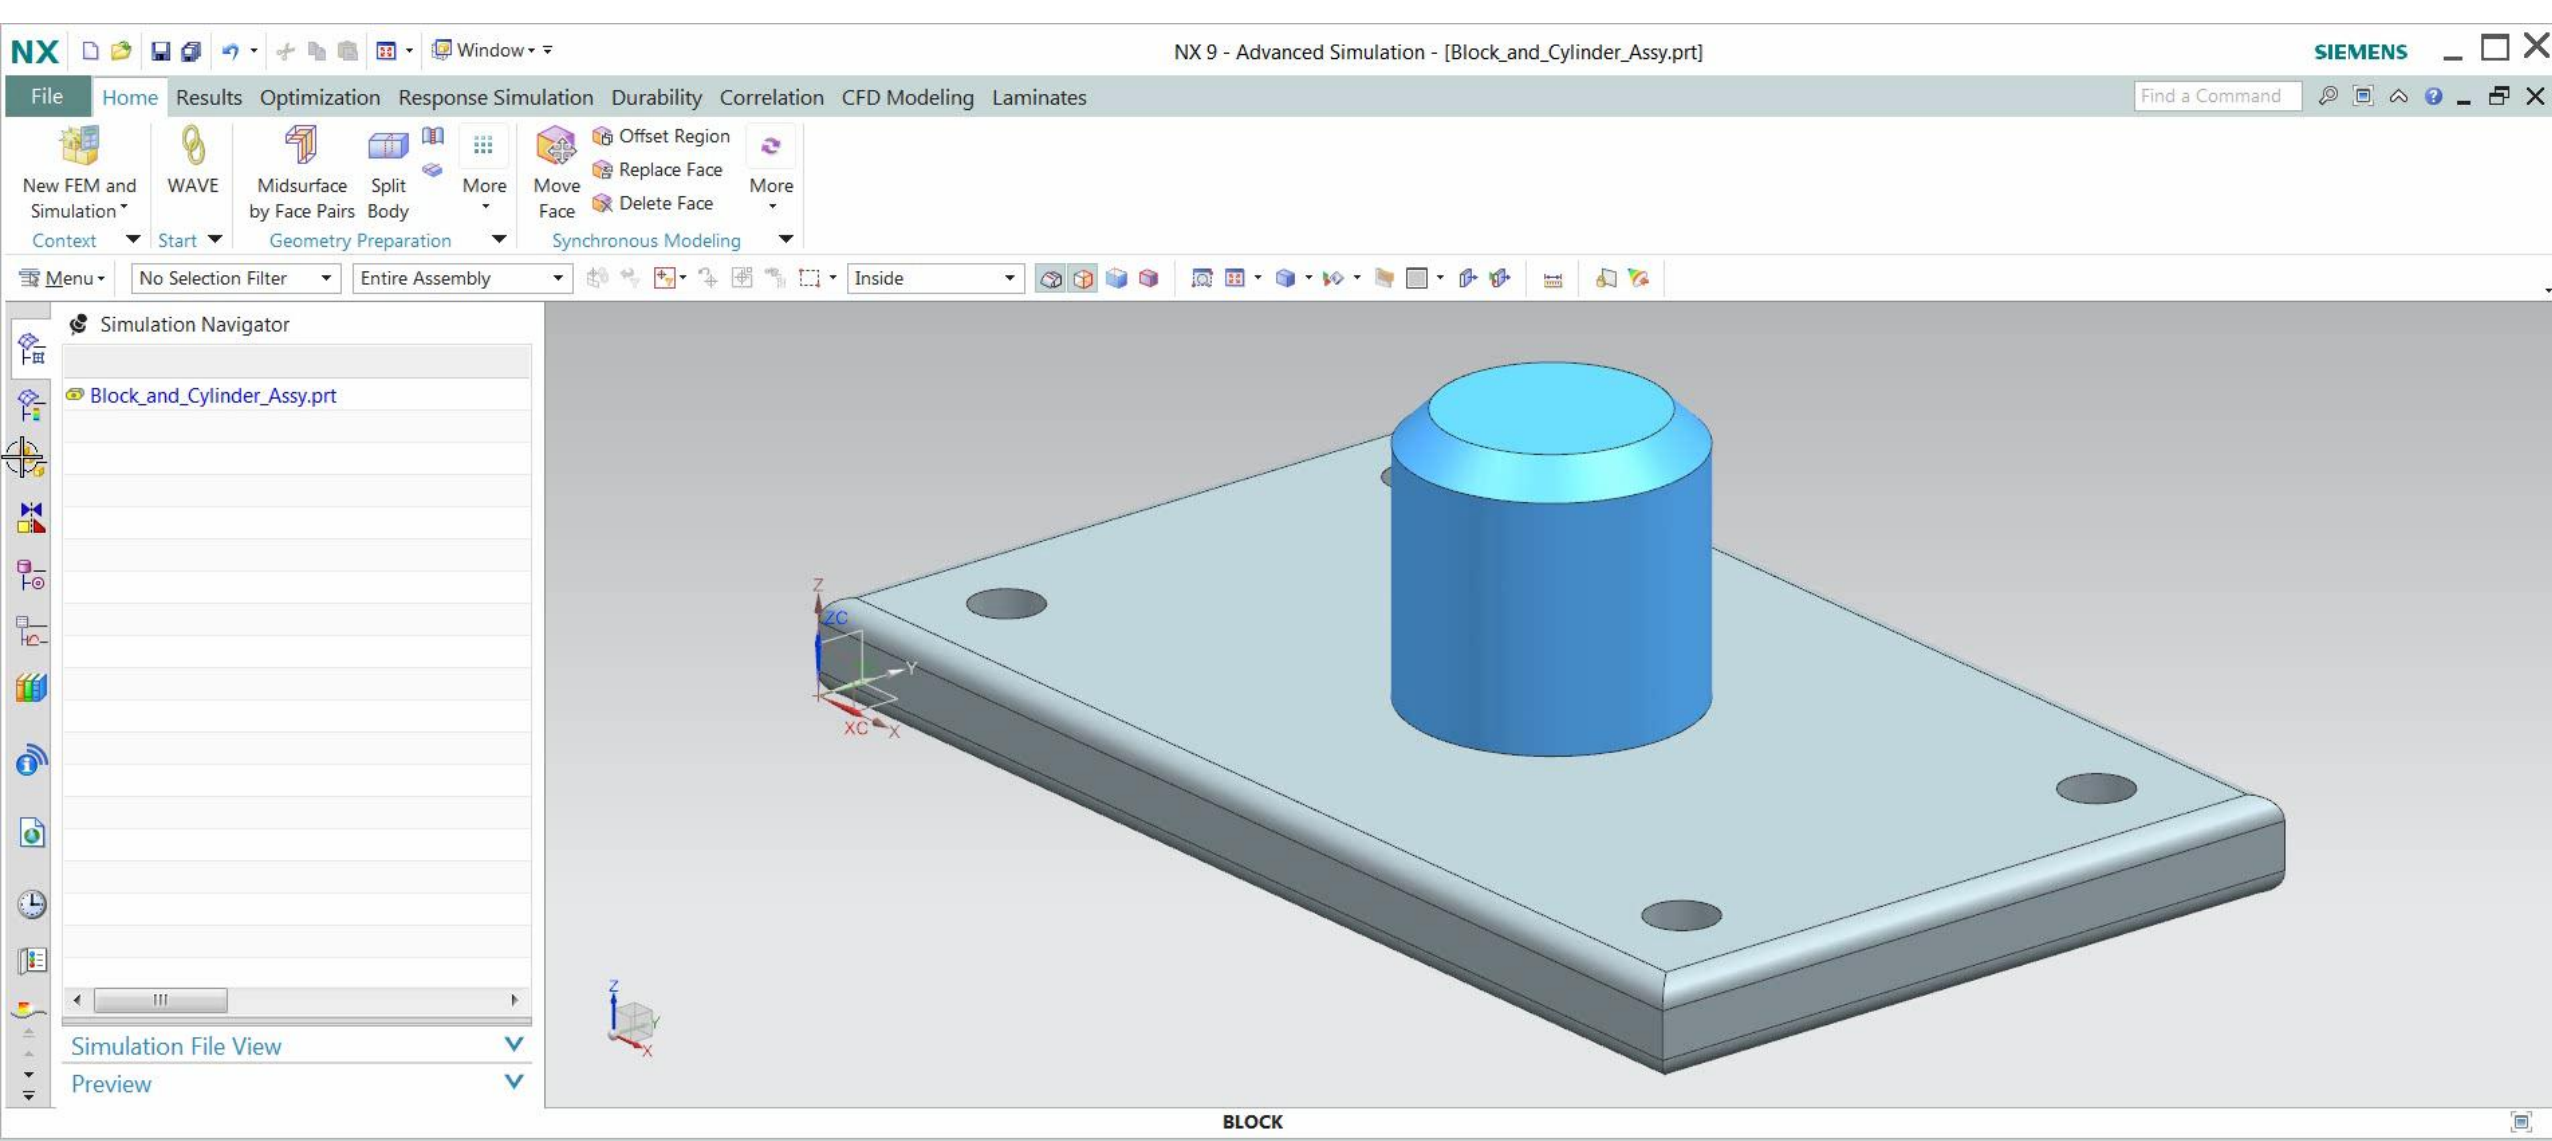 NX Window NX 9 - Advanced Simulation - [Block_and_Cylinder_Assy.prt] SIEMENS
File Home Results Optimization Response Simulation Durability Correlation CFD Modeling Laminates Find a Command
New FEM and Simulation
WAVE
Midsurface by Face Pairs
Split Body
More
Move Face
Offset Region
Replace Face
Delete Face
More
Context Start Geometry Preparation Synchronous Modeling
Menu No Selection Filter Entire Assembly Inside
Simulation Navigator
Block_and_Cylinder_Assy.prt
Z
ZC
Y
XC X
Z
Y
X
Simulation File View
Preview
BLOCK